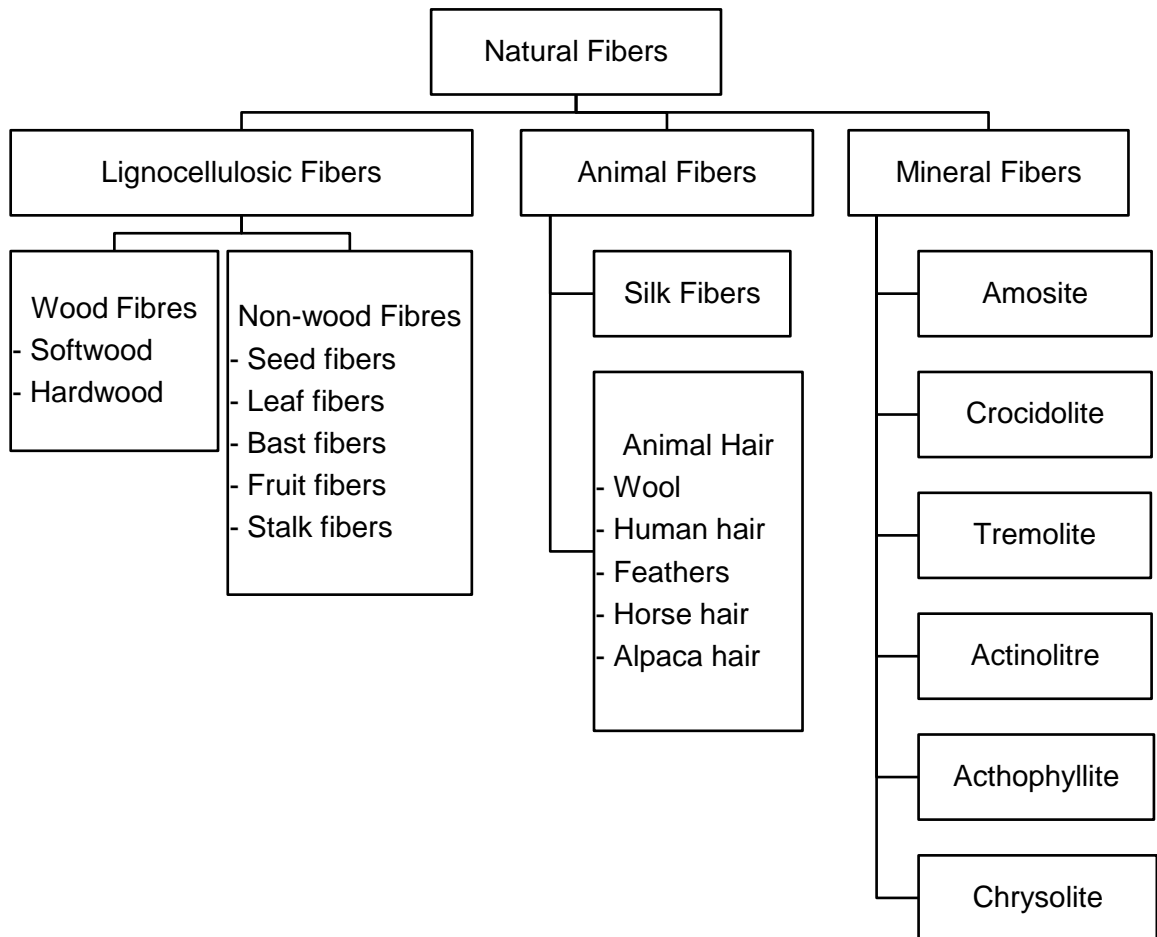 Natural Fibers
Lignocellulosic Fibers
Wood Fibres
- Softwood
- Hardwood
Non-wood Fibres
- Seed fibers
- Leaf fibers
- Bast fibers
- Fruit fibers
- Stalk fibers
Animal Fibers
Silk Fibers
Animal Hair
- Wool
- Human hair
- Feathers
- Horse hair
- Alpaca hair
Mineral Fibers
Amosite
Crocidolite
Tremolite
Actinolitre
Acthophyllite
Chrysolite